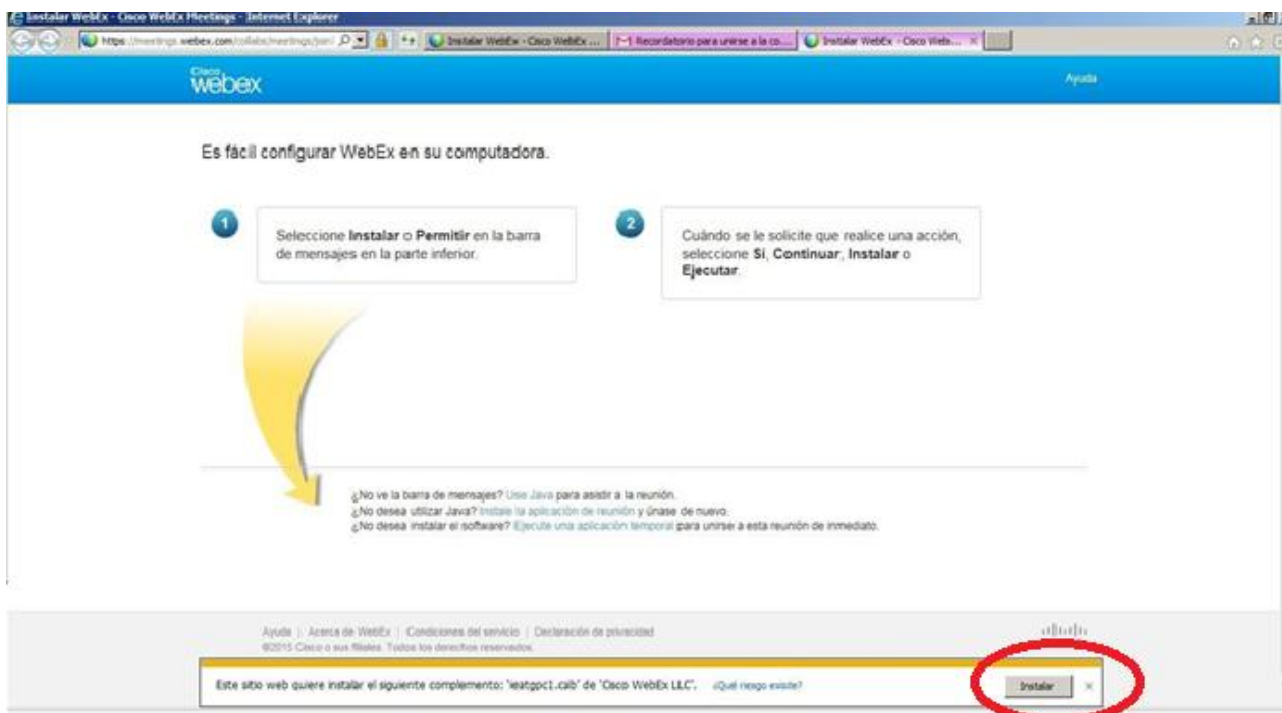 Instalar WebEx - Cisco WebEx Meetings - Internet Explorer
Instalar WebEx - Cisco WebEx ...
Recordatorio para unirse a la co...
Instalar WebEx - Cisco Web...
Cisco
webex
Ayuda
Es fácil configurar WebEx en su computadora.
1
Seleccione Instalar o Permitir en la barra
de mensajes en la parte inferior.
2
Cuándo se le solicite que realice una acción,
seleccione Sí, Continuar, Instalar o
Ejecutar.
¿No ve la barra de mensajes? Use Java para asistir a la reunión.
¿No desea utilizar Java? Instale la aplicación de reunión y únase de nuevo.
¿No desea instalar el software? Ejecute una aplicación temporal para unirse a esta reunión de inmediato.
Ayuda | Acerca de WebEx | Condiciones del servicio | Declaración de privacidad
©2015 Cisco o sus filiales. Todos los derechos reservados.
Este sitio web quiere instalar el siguiente complemento: 'ieatgpc1.cab' de 'Cisco WebEx LLC'. ¿Qué riesgo existe?
Instalar